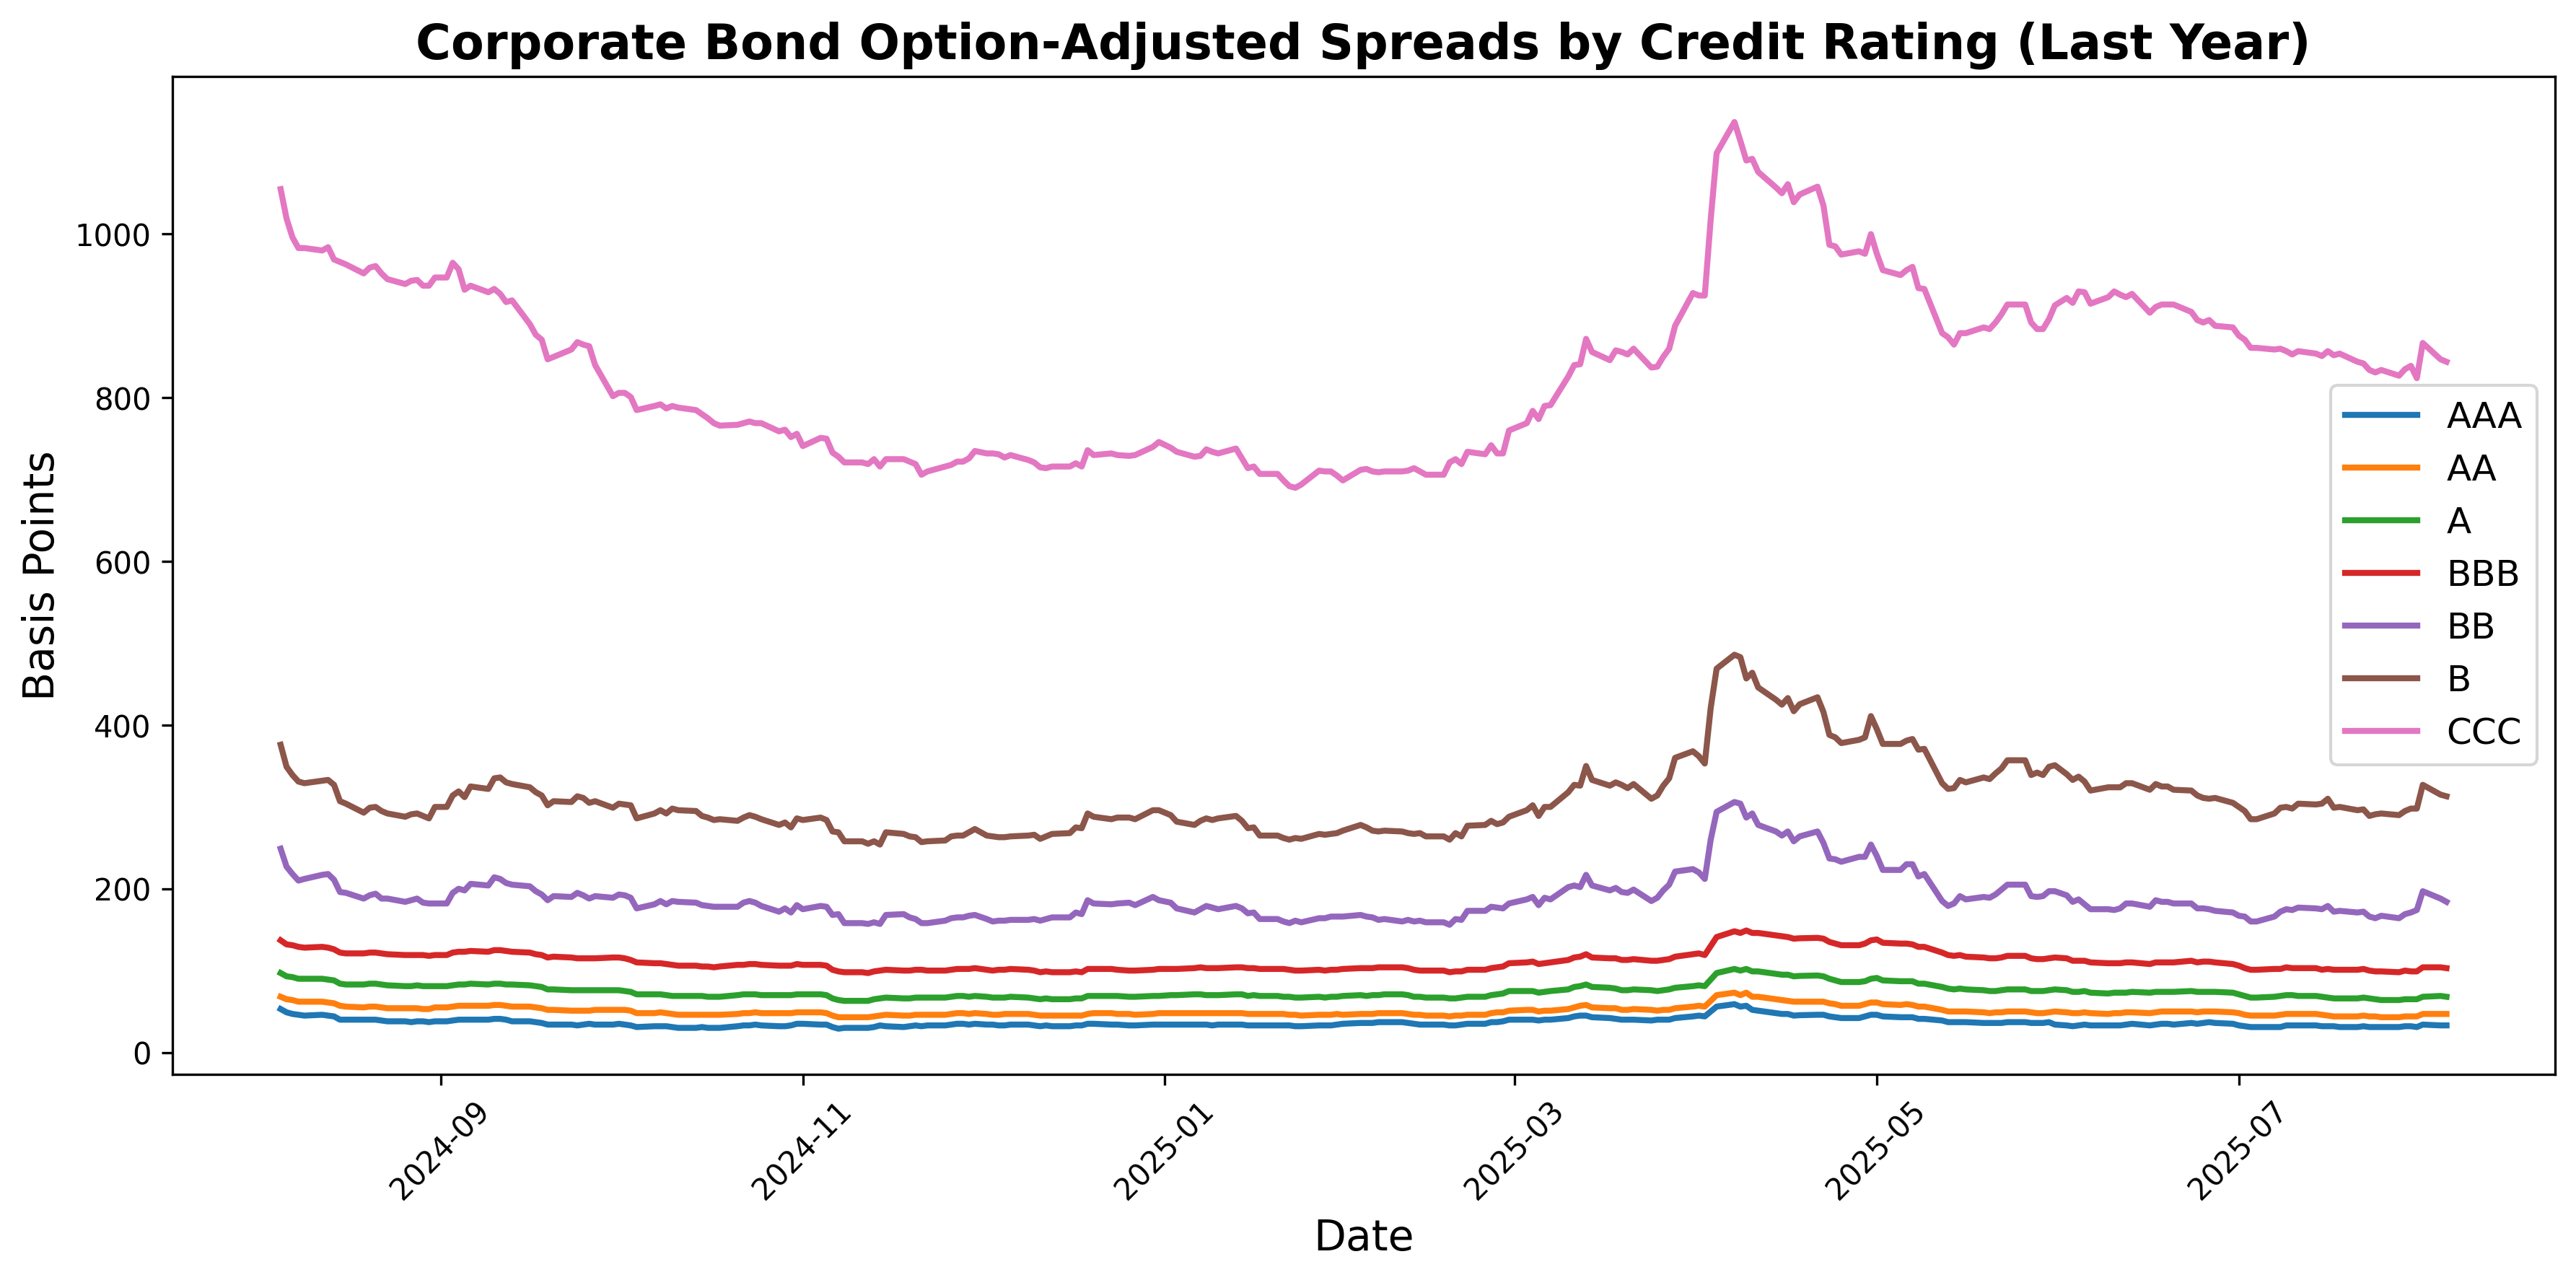 Corporate Bond Option-Adjusted Spreads by Credit Rating (Last Year)
Basis Points
1000
800
600
400
200
0
AAA
AA
A
BBB
BB
B
CCC
2024-09
2024-11
2025-01
2025-03
2025-05
2025-07
Date